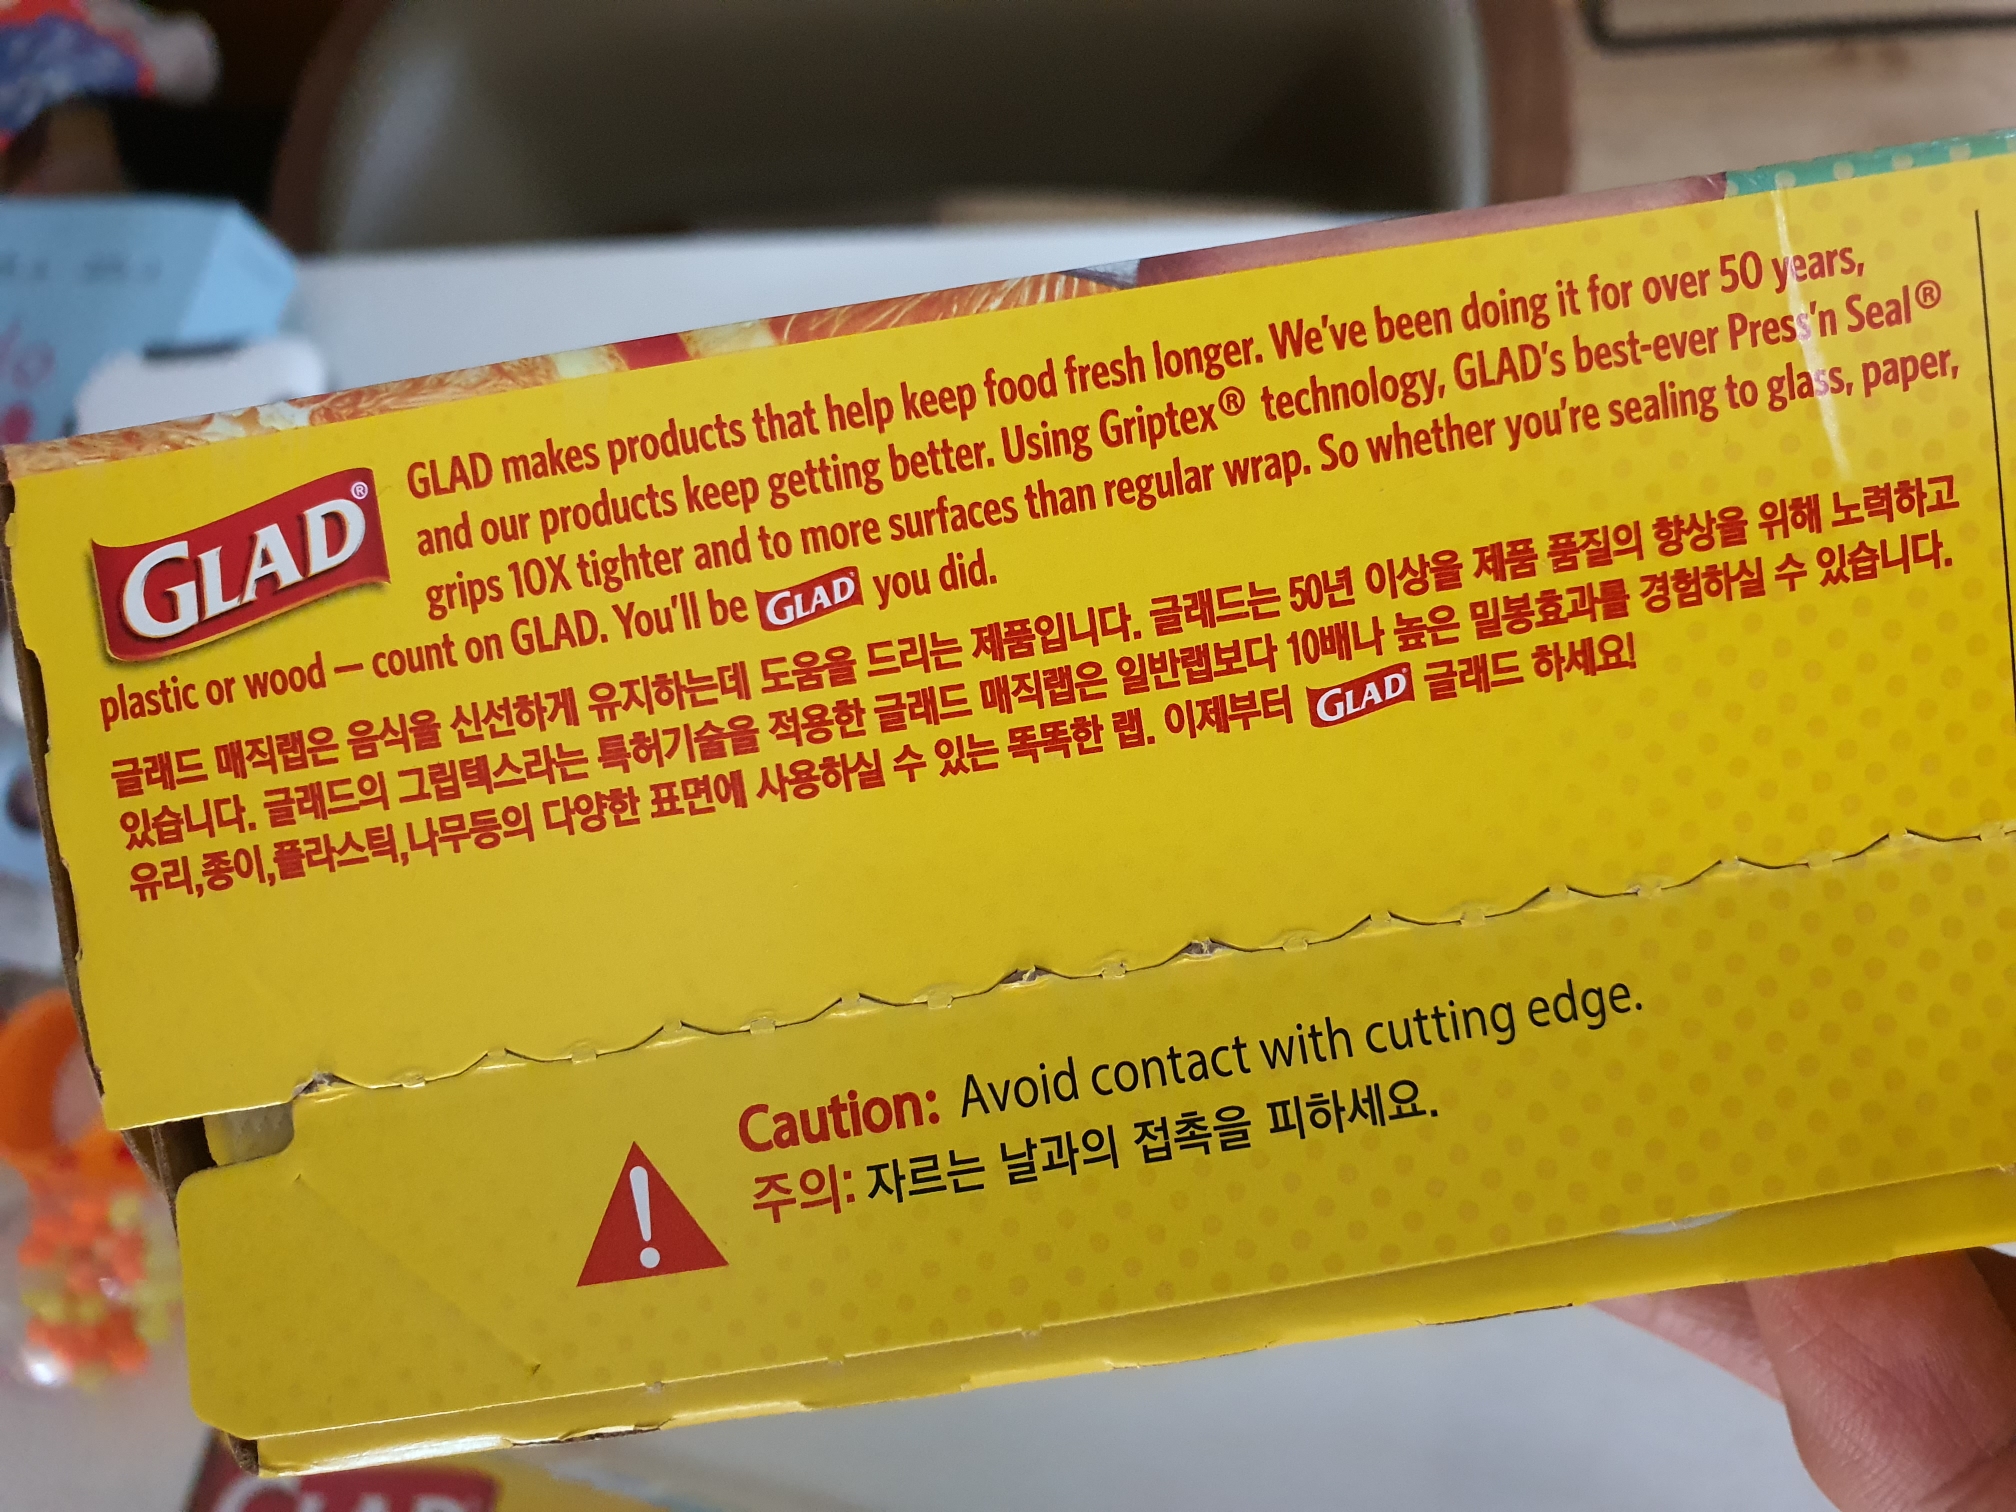 GLAD®
GLAD makes products that help keep food fresh longer. We've been doing it for over 50 years,
and our products keep getting better. Using Griptex® technology, GLAD's best-ever Press'n Seal®
grips 10X tighter and to more surfaces than regular wrap. So whether you're sealing to glass, paper,
plastic or wood — count on GLAD. You'll be GLAD you did.
글래드 매직랩은 음식을 신선하게 유지하는데 도움을 드리는 제품입니다. 글래드는 50년 이상을 제품 품질의 향상을 위해 노력하고
있습니다. 글래드의 그립텍스라는 특허기술을 적용한 글래드 매직랩은 일반랩보다 10배나 높은 밀봉효과를 경험하실 수 있습니다.
유리,종이,플라스틱,나무등의 다양한 표면에 사용하실 수 있는 똑똑한 랩. 이제부터 GLAD 글래드 하세요!
Caution: Avoid contact with cutting edge.
주의: 자르는 날과의 접촉을 피하세요.
GLAD